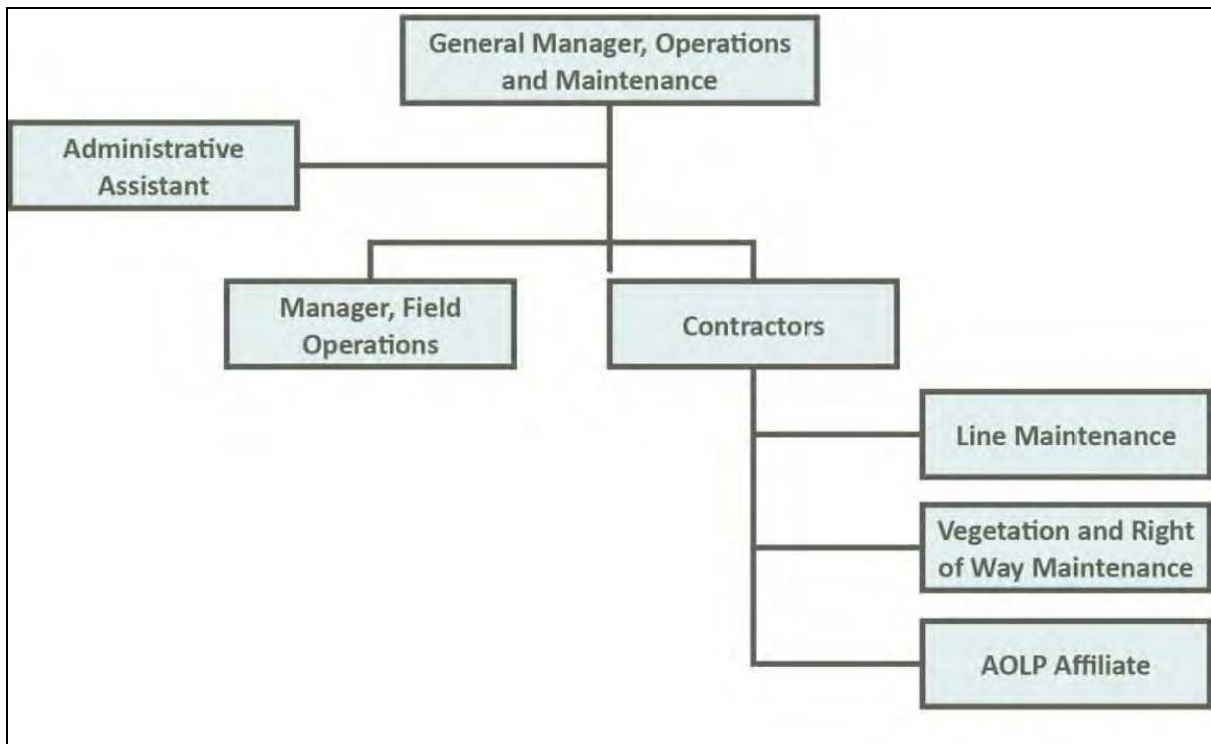 General Manager, Operations
and Maintenance
Administrative
Assistant
Manager, Field
Operations
Contractors
Line Maintenance
Vegetation and Right
of Way Maintenance
AOLP Affiliate